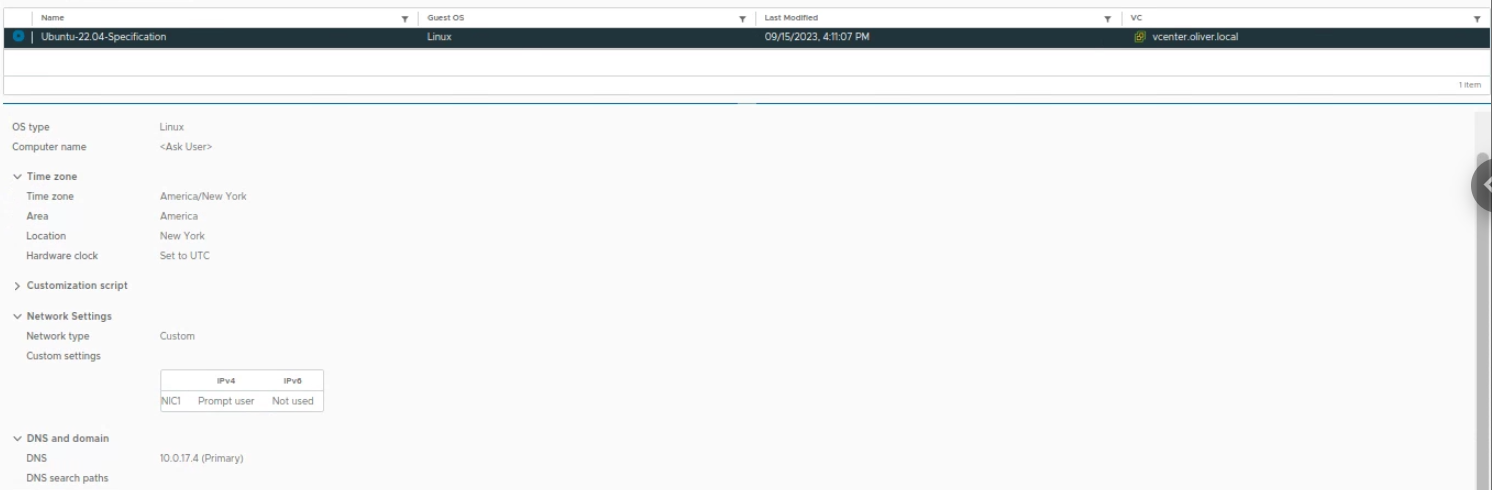 Name Guest OS Last Modified VC
Ubuntu-22.04-Specification Linux 09/15/2023, 4:11:07 PM vcenter.oliver.local
1 item
OS type Linux
Computer name <Ask User>
Time zone
Time zone America/New York
Area America
Location New York
Hardware clock Set to UTC
Customization script
Network Settings
Network type Custom
Custom settings
IPv4 IPv6
NIC1 Prompt user Not used
DNS and domain
DNS 10.0.17.4 (Primary)
DNS search paths